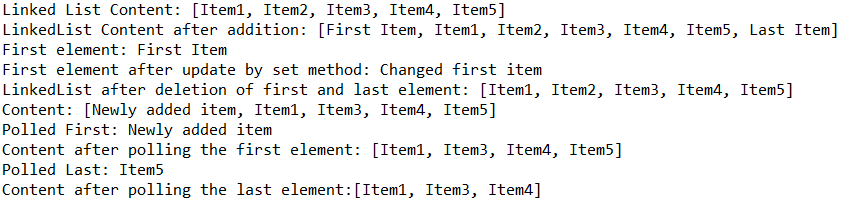 Linked List Content: [Item1, Item2, Item3, Item4, Item5]
LinkedList Content after addition: [First Item, Item1, Item2, Item3, Item4, Item5, Last Item]
First element: First Item
First element after update by set method: Changed first item
LinkedList after deletion of first and last element: [Item1, Item2, Item3, Item4, Item5]
Content: [Newly added item, Item1, Item3, Item4, Item5]
Polled First: Newly added item
Content after polling the first element: [Item1, Item3, Item4, Item5]
Polled Last: Item5
Content after polling the last element:[Item1, Item3, Item4]